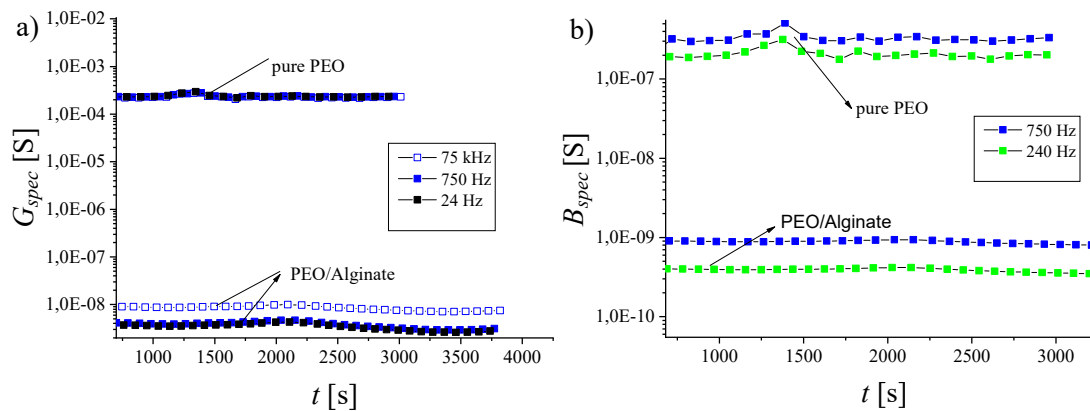 a)
1,0E-02
1,0E-03
1,0E-04
1,0E-05
1,0E-06
1,0E-07
1,0E-08
G_spec [S]
pure PEO
75 kHz
750 Hz
24 Hz
PEO/Alginate
1000 1500 2000 2500 3000 3500 4000
t [s]
b)
1,0E-07
1,0E-08
1,0E-09
1,0E-10
B_spec [S]
pure PEO
750 Hz
240 Hz
PEO/Alginate
1000 1500 2000 2500 3000
t [s]